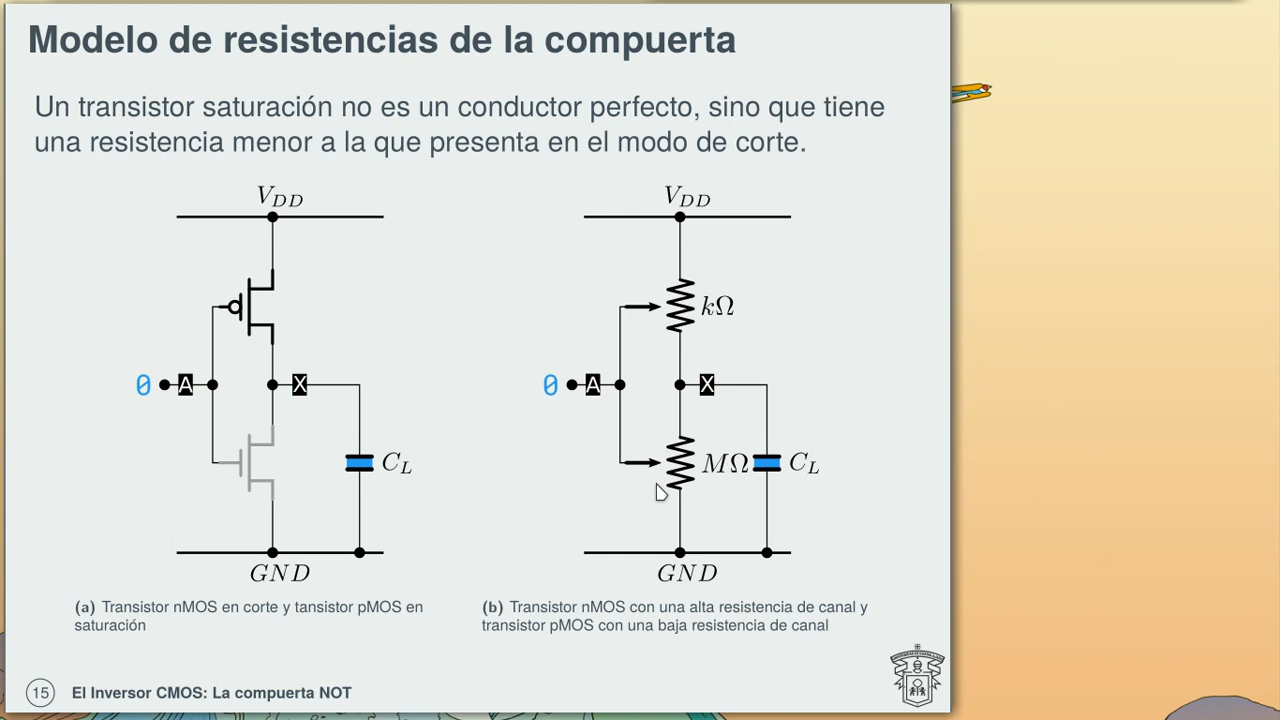 Modelo de resistencias de la compuerta
Un transistor saturación no es un conductor perfecto, sino que tiene
una resistencia menor a la que presenta en el modo de corte.
V_DD
0 A X
C_L
GND
(a) Transistor nMOS en corte y tansistor pMOS en
saturación
V_DD
kΩ
0 A X
MΩ C_L
GND
(b) Transistor nMOS con una alta resistencia de canal y
transistor pMOS con una baja resistencia de canal
15 El Inversor CMOS: La compuerta NOT